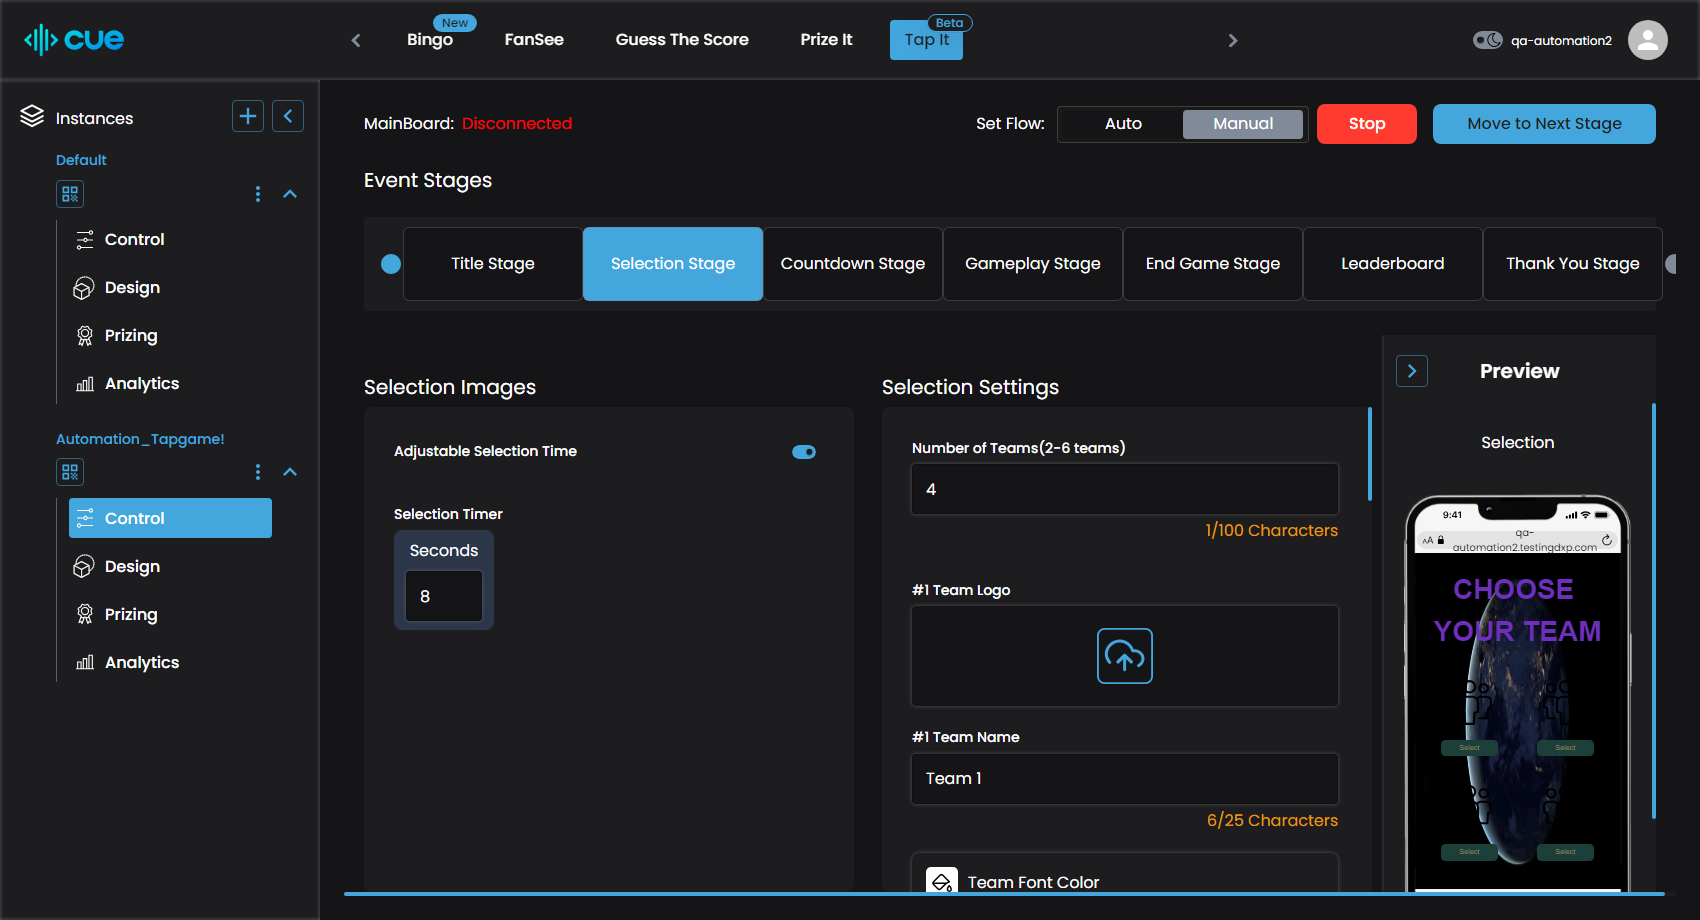 cue
Bingo
New
FanSee
Guess The Score
Prize It
Tap It
Beta
qa-automation2
Instances
Default
Control
Design
Prizing
Analytics
Automation_Tapgame!
Control
Design
Prizing
Analytics
MainBoard: Disconnected
Set Flow:
Auto
Manual
Stop
Move to Next Stage
Event Stages
Title Stage
Selection Stage
Countdown Stage
Gameplay Stage
End Game Stage
Leaderboard
Thank You Stage
Selection Images
Adjustable Selection Time
Selection Timer
Seconds
8
Selection Settings
Number of Teams(2-6 teams)
4
1/100 Characters
#1 Team Logo
#1 Team Name
Team 1
6/25 Characters
Team Font Color
Preview
Selection
9:41
AA
qa-
automation2.testingdxp.com
CHOOSE
YOUR TEAM
Select
Select
Select
Select